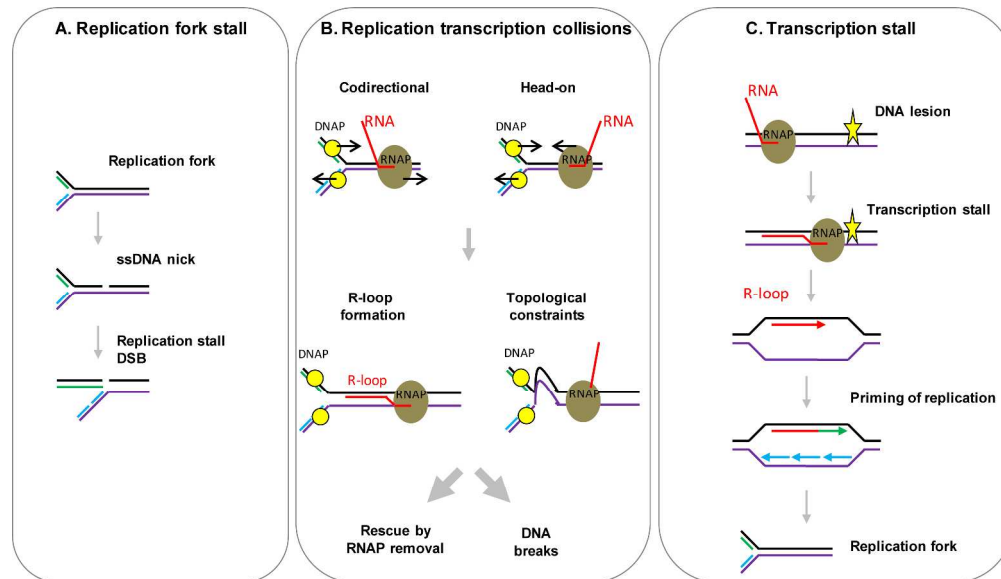 A. Replication fork stall
Replication fork
ssDNA nick
Replication stall
DSB
B. Replication transcription collisions
Codirectional
Head-on
DNAP
RNA
RNAP
DNAP
RNA
RNAP
R-loop
formation
Topological
constraints
DNAP
R-loop
RNAP
DNAP
RNAP
Rescue by
RNAP removal
DNA
breaks
C. Transcription stall
RNA
RNAP
DNA lesion
Transcription stall
RNAP
R-loop
Priming of replication
Replication fork